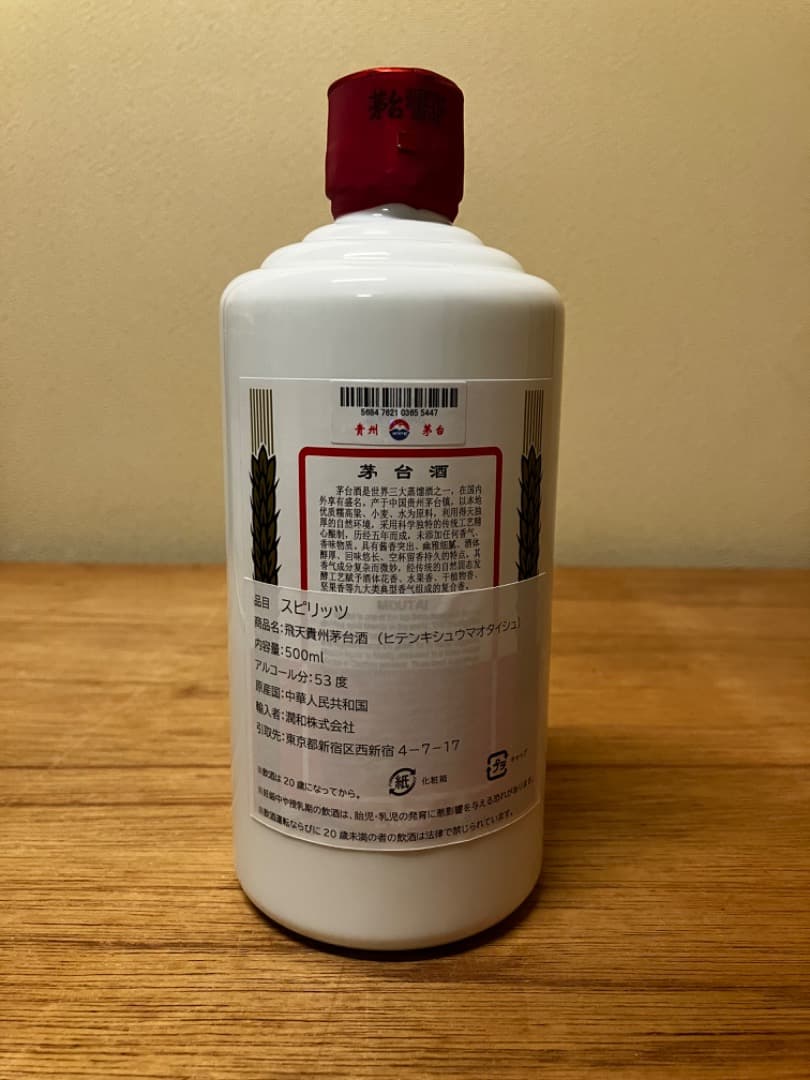 茅台
5684 7621 0365 5447
贵州 茅台
茅台酒
茅台酒是世界三大蒸馏酒之一，在国内
外享有盛名，产于中国贵州茅台镇，以本地
优质糯高粱、小麦、水为原料，利用得天独
厚的自然环境，采用科学独特的传统工艺精
心酿制，历经五年而成，未添加任何香气、
香味物质。具有酱香突出、幽雅细腻、酒体
醇厚、回味悠长、空杯留香持久的特点，其
香气成分复杂而微妙，经传统的自然固态发
酵工艺赋予酒体花香、水果香、干植物香、
坚果香等九大类典型香气组成的复合香。
品目 スピリッツ
商品名:飛天貴州茅台酒（ヒテンキシュウマオタイシュ）
内容量:500ml
アルコール分:53度
原産国:中華人民共和国
輸入者:潤和株式会社
引取先:東京都新宿区西新宿4-7-17
紙 化粧箱
プラ キャップ
※飲酒は20歳になってから。
※妊娠中や授乳期の飲酒は、胎児・乳児の発育に悪影響を与える恐れがあります。
※飲酒運転ならびに20歳未満の者の飲酒は法律で禁じられています。